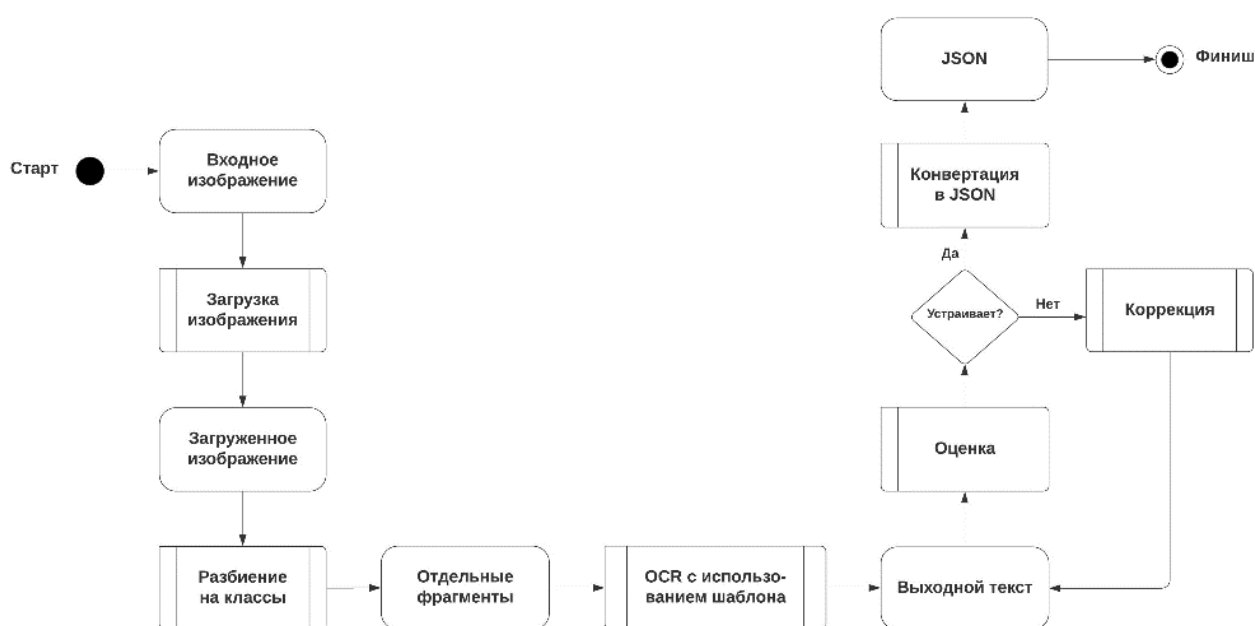 Старт
Входное
изображение
Загрузка
изображения
Загруженное
изображение
Разбиение
на классы
Отдельные
фрагменты
OCR с использо-
ванием шаблона
Выходной текст
Оценка
Устраивает?
Нет
Коррекция
Да
Конвертация
в JSON
JSON
Финиш